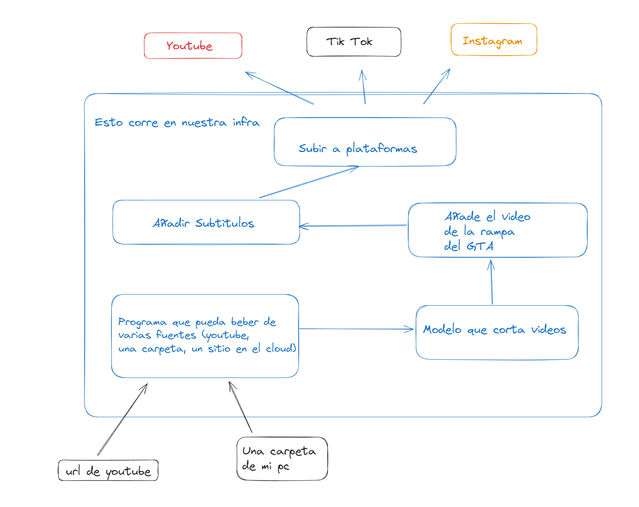 Youtube
Tik Tok
Instagram
Esto corre en nuestra infra
Subir a plataformas
Añadir Subtitulos
Añade el video
de la rampa
del GTA
Programa que pueda beber de
varias fuentes (youtube,
una carpeta, un sitio en el cloud)
Modelo que corta videos
url de youtube
Una carpeta
de mi pc